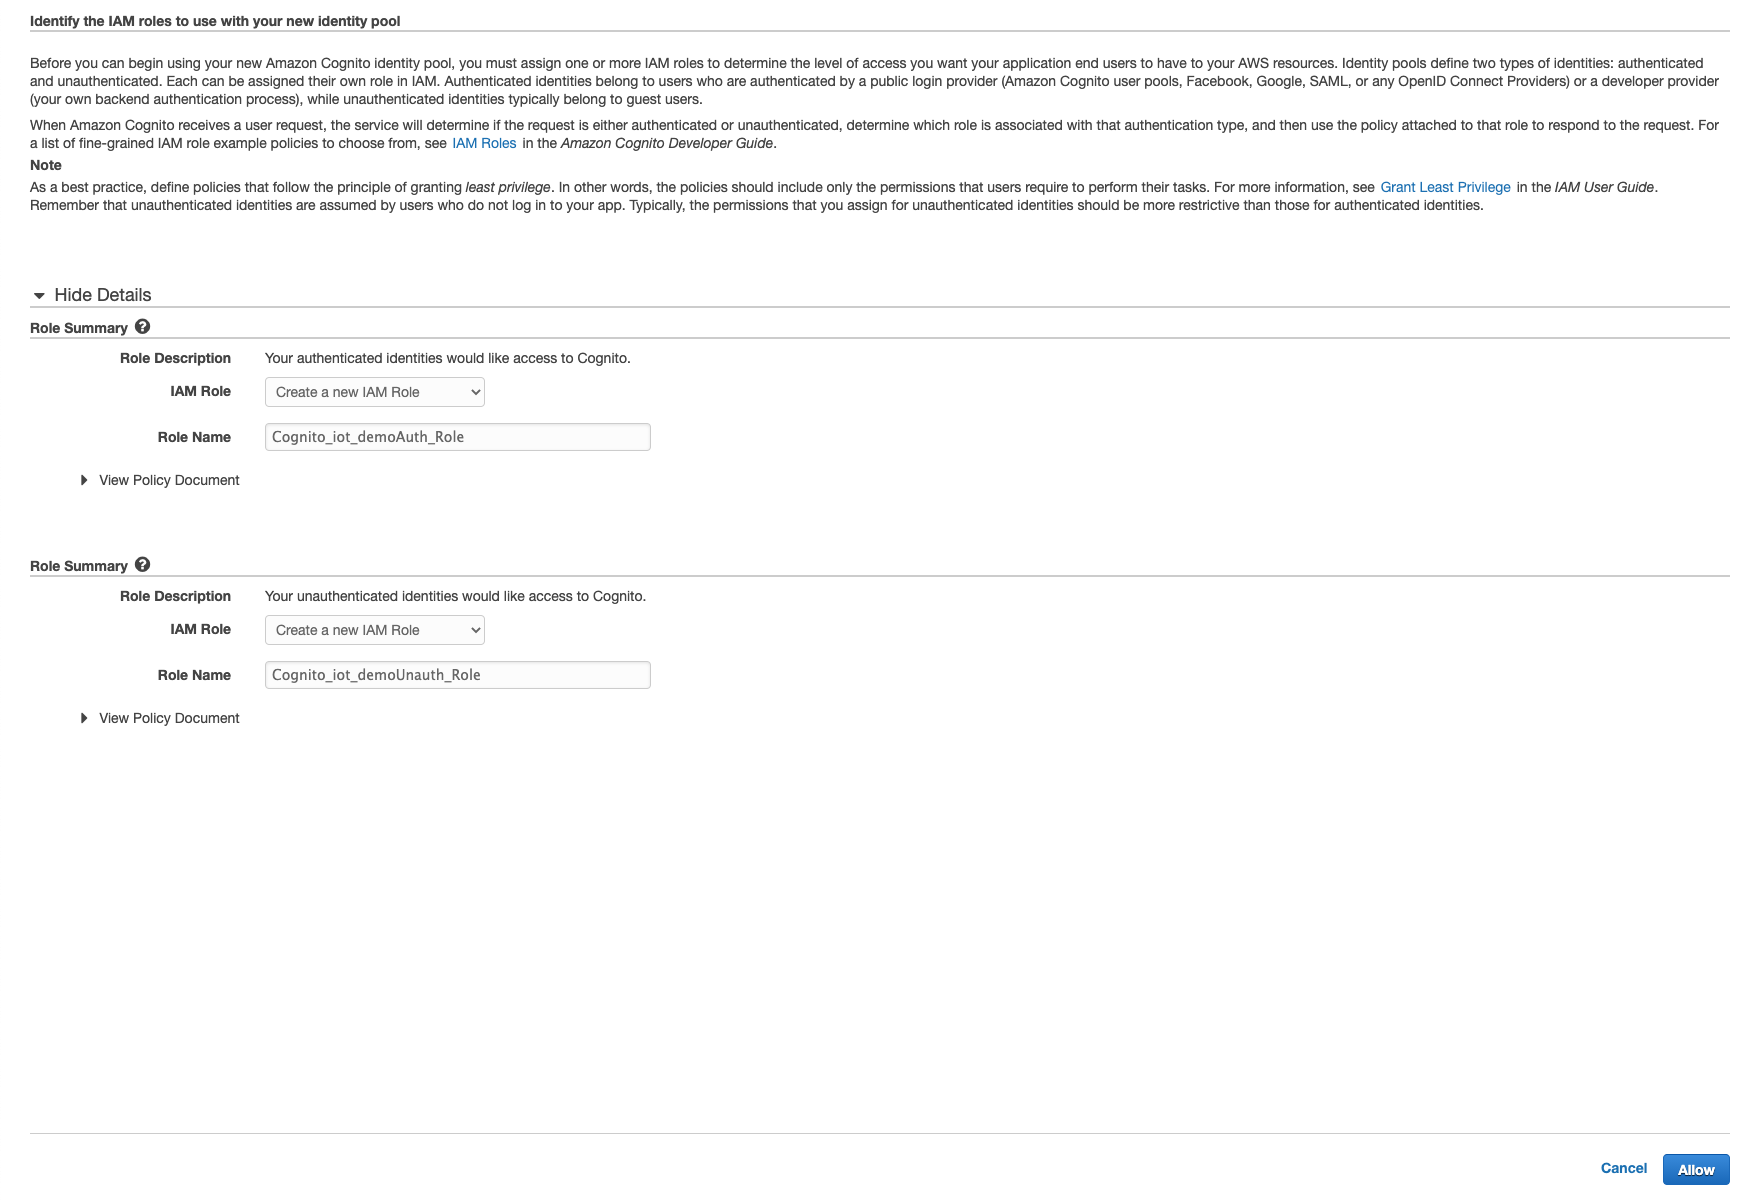 Identify the IAM roles to use with your new identity pool
Before you can begin using your new Amazon Cognito identity pool, you must assign one or more IAM roles to determine the level of access you want your application end users to have to your AWS resources. Identity pools define two types of identities: authenticated
and unauthenticated. Each can be assigned their own role in IAM. Authenticated identities belong to users who are authenticated by a public login provider (Amazon Cognito user pools, Facebook, Google, SAML, or any OpenID Connect Providers) or a developer provider
(your own backend authentication process), while unauthenticated identities typically belong to guest users.
When Amazon Cognito receives a user request, the service will determine if the request is either authenticated or unauthenticated, determine which role is associated with that authentication type, and then use the policy attached to that role to respond to the request. For
a list of fine-grained IAM role example policies to choose from, see IAM Roles in the Amazon Cognito Developer Guide.
Note
As a best practice, define policies that follow the principle of granting least privilege. In other words, the policies should include only the permissions that users require to perform their tasks. For more information, see Grant Least Privilege in the IAM User Guide.
Remember that unauthenticated identities are assumed by users who do not log in to your app. Typically, the permissions that you assign for unauthenticated identities should be more restrictive than those for authenticated identities.
Hide Details
Role Summary ?
Role Description Your authenticated identities would like access to Cognito.
IAM Role Create a new IAM Role
Role Name Cognito_iot_demoAuth_Role
View Policy Document
Role Summary ?
Role Description Your unauthenticated identities would like access to Cognito.
IAM Role Create a new IAM Role
Role Name Cognito_iot_demoUnauth_Role
View Policy Document
Cancel Allow